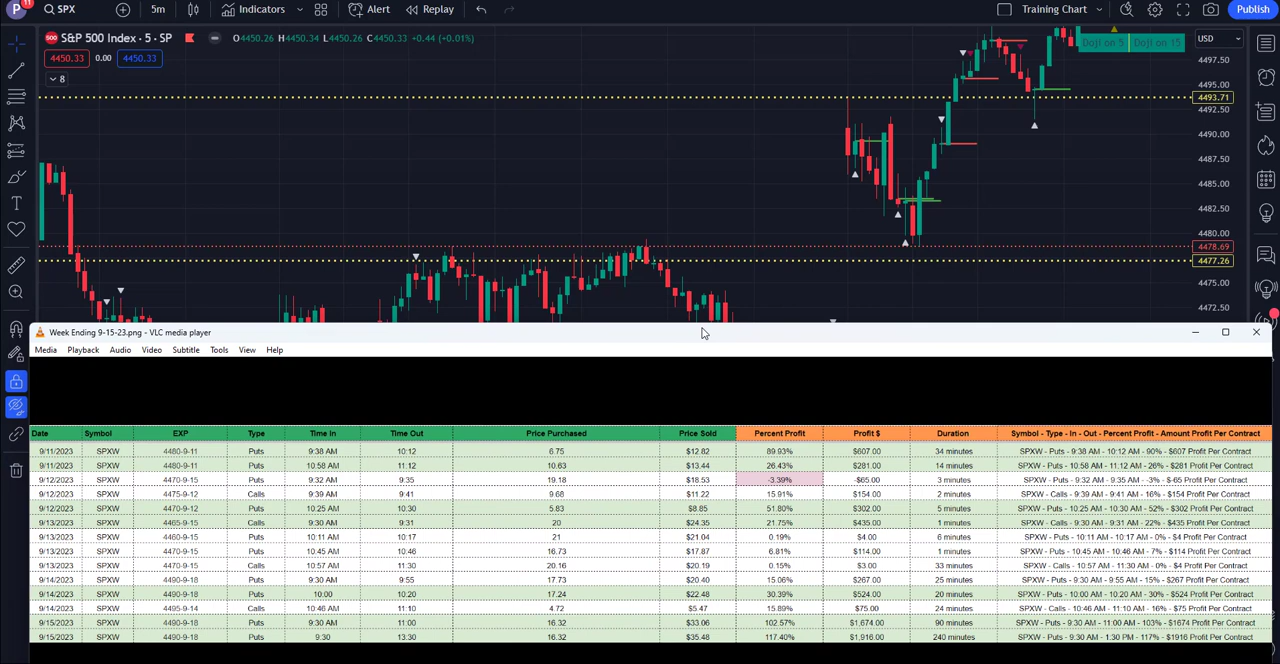 P 11 SPX 5m Indicators Alert Replay Training Chart Publish
S&P 500 Index · 5 · SP O4450.26 H4450.34 L4450.26 C4450.33 +0.44 (+0.01%) Doji on 5 Doji on 15 USD
4450.33 0.00 4450.33
8
4497.50
4495.00
4493.71
4492.50
4490.00
4487.50
4485.00
4482.50
4480.00
4478.69
4477.26
4475.00
4472.50
Week Ending 9-15-23.png - VLC media player
Media Playback Audio Video Subtitle Tools View Help
Date Symbol EXP Type Time In Time Out Price Purchased Price Sold Percent Profit Profit $ Duration Symbol - Type - In - Out - Percent Profit - Amount Profit Per Contract
9/11/2023 SPXW 4480-9-11 Puts 9:38 AM 10:12 6.75 $12.82 89.93% $607.00 34 minutes SPXW - Puts - 9:38 AM - 10:12 AM - 90% - $607 Profit Per Contract
9/11/2023 SPXW 4480-9-11 Puts 10:58 AM 11:12 10.63 $13.44 26.43% $281.00 14 minutes SPXW - Puts - 10:58 AM - 11:12 AM - 26% - $281 Profit Per Contract
9/12/2023 SPXW 4470-9-15 Puts 9:32 AM 9:35 19.18 $18.53 -3.39% -$65.00 3 minutes SPXW - Puts - 9:32 AM - 9:35 AM - -3% - $-65 Profit Per Contract
9/12/2023 SPXW 4475-9-12 Calls 9:39 AM 9:41 9.68 $11.22 15.91% $154.00 2 minutes SPXW - Calls - 9:39 AM - 9:41 AM - 16% - $154 Profit Per Contract
9/12/2023 SPXW 4470-9-12 Puts 10:25 AM 10:30 5.83 $8.85 51.80% $302.00 5 minutes SPXW - Puts - 10:25 AM - 10:30 AM - 52% - $302 Profit Per Contract
9/13/2023 SPXW 4465-9-15 Calls 9:30 AM 9:31 20 $24.35 21.75% $435.00 1 minutes SPXW - Calls - 9:30 AM - 9:31 AM - 22% - $435 Profit Per Contract
9/13/2023 SPXW 4460-9-15 Puts 10:11 AM 10:17 21 $21.04 0.19% $4.00 6 minutes SPXW - Puts - 10:11 AM - 10:17 AM - 0% - $4 Profit Per Contract
9/13/2023 SPXW 4470-9-15 Puts 10:45 AM 10:46 16.73 $17.87 6.81% $114.00 1 minutes SPXW - Puts - 10:45 AM - 10:46 AM - 7% - $114 Profit Per Contract
9/13/2023 SPXW 4470-9-15 Calls 10:57 AM 11:30 20.16 $20.19 0.15% $3.00 33 minutes SPXW - Calls - 10:57 AM - 11:30 AM - 0% - $4 Profit Per Contract
9/14/2023 SPXW 4490-9-18 Puts 9:30 AM 9:55 17.73 $20.40 15.06% $267.00 25 minutes SPXW - Puts - 9:30 AM - 9:55 AM - 15% - $267 Profit Per Contract
9/14/2023 SPXW 4490-9-18 Puts 10:00 10:20 17.24 $22.48 30.39% $524.00 20 minutes SPXW - Puts - 10:00 AM - 10:20 AM - 30% - $524 Profit Per Contract
9/14/2023 SPXW 4495-9-14 Calls 10:46 AM 11:10 4.72 $5.47 15.89% $75.00 24 minutes SPXW - Calls - 10:46 AM - 11:10 AM - 16% - $75 Profit Per Contract
9/15/2023 SPXW 4490-9-18 Puts 9:30 AM 11:00 16.32 $33.06 102.57% $1,674.00 90 minutes SPXW - Puts - 9:30 AM - 11:00 AM - 103% - $1674 Profit Per Contract
9/15/2023 SPXW 4490-9-18 Puts 9:30 13:30 16.32 $35.48 117.40% $1,916.00 240 minutes SPXW - Puts - 9:30 AM - 1:30 PM - 117% - $1916 Profit Per Contract